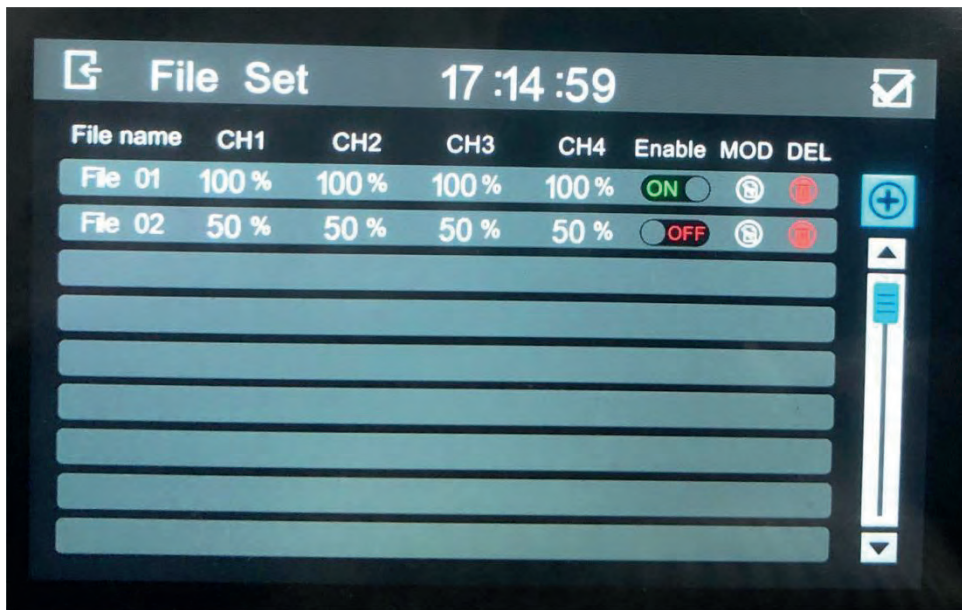 File Set 17:14:59
File name CH1 CH2 CH3 CH4 Enable MOD DEL
File 01 100% 100% 100% 100% ON
File 02 50% 50% 50% 50% OFF